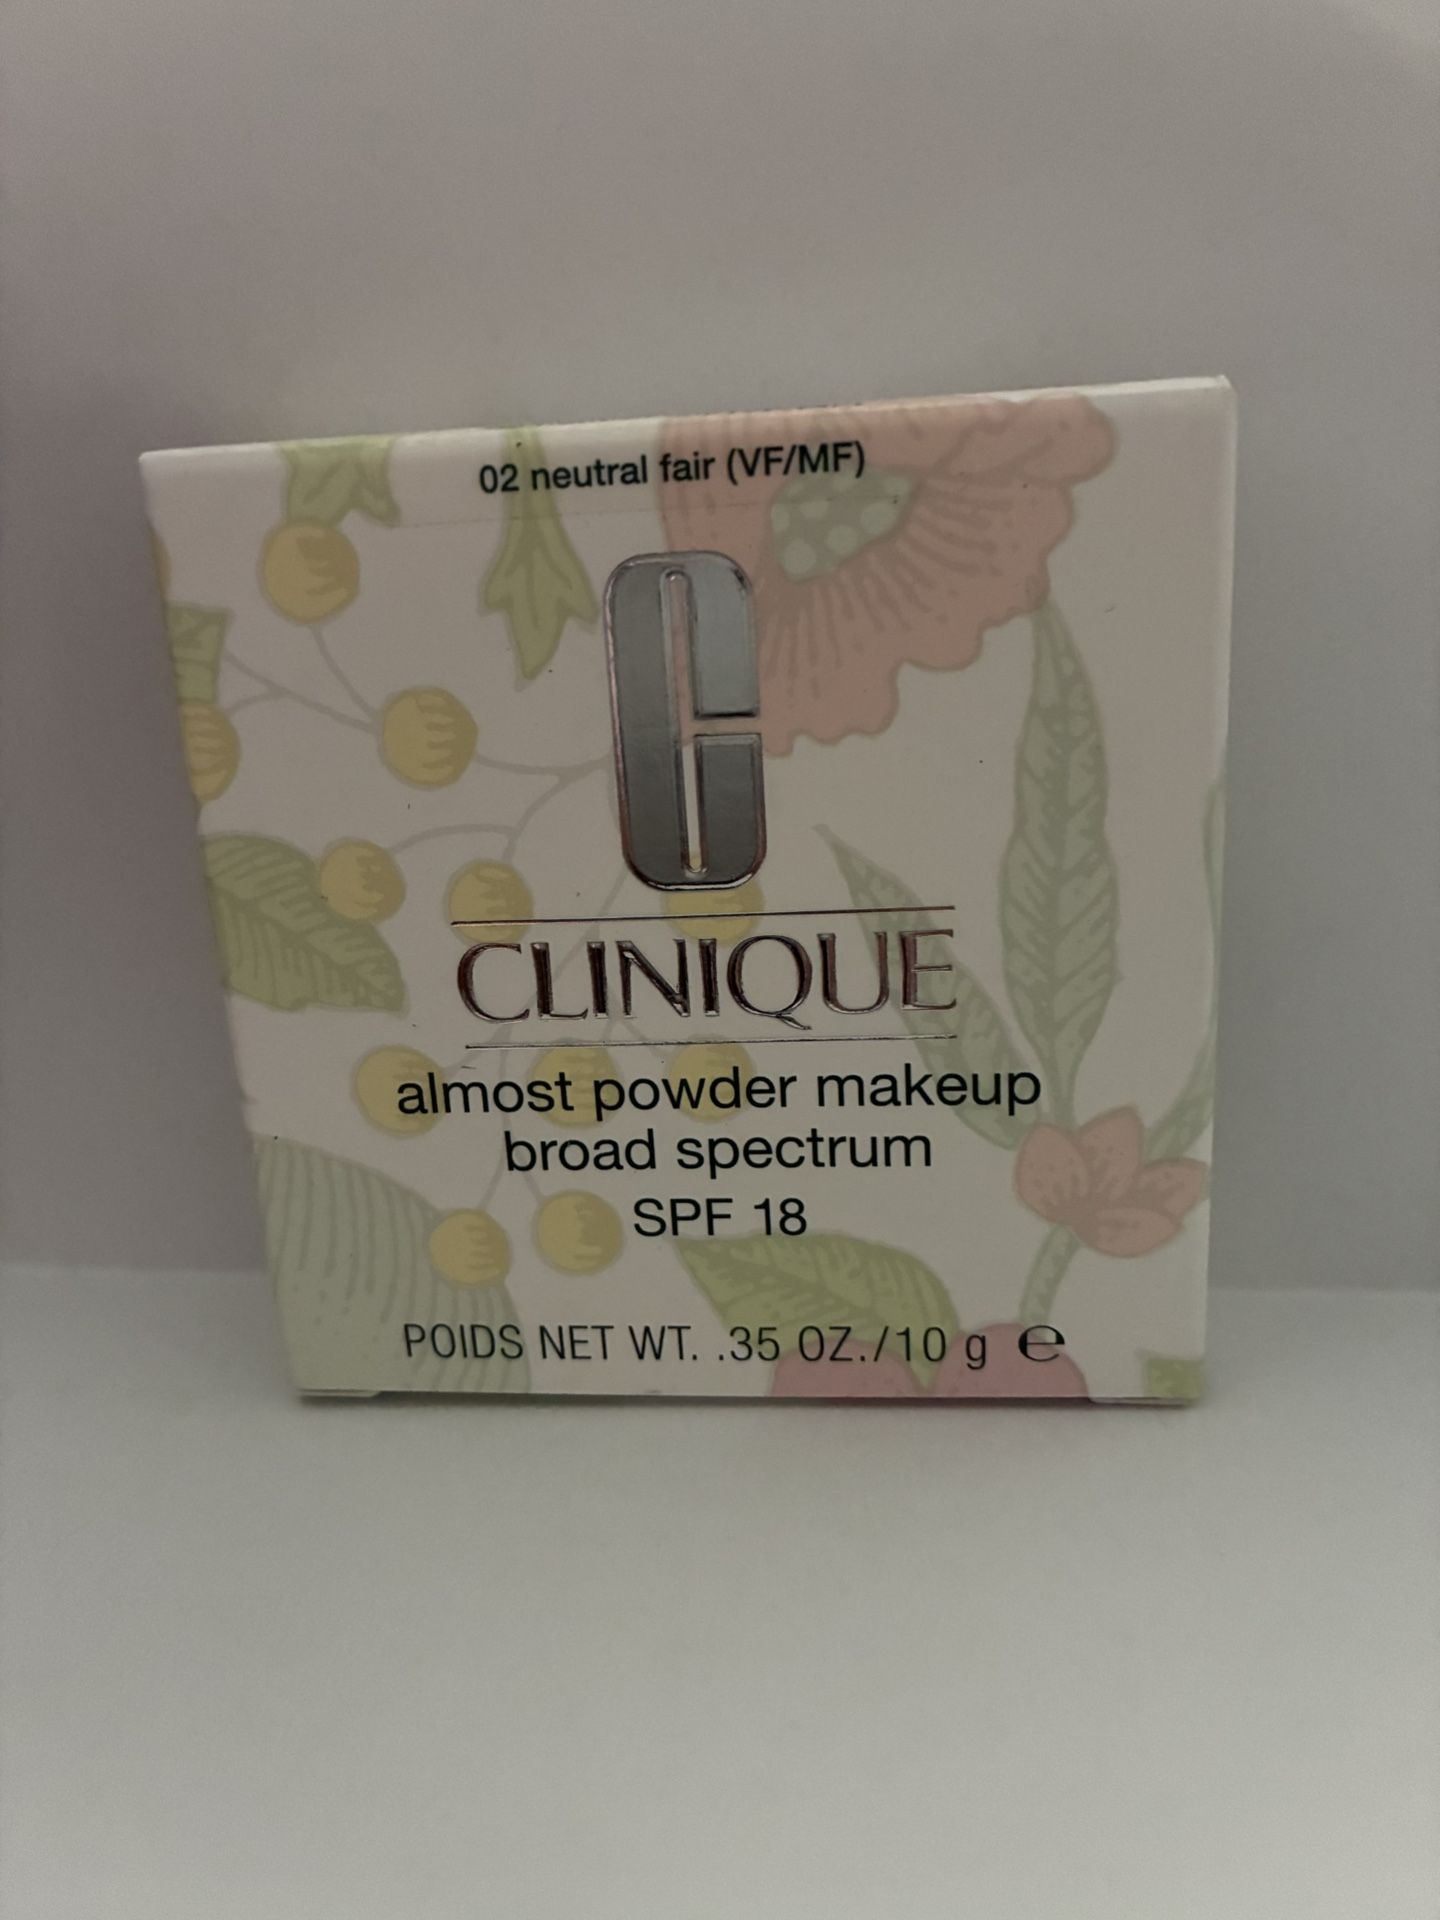 02 neutral fair (VF/MF)
C
CLINIQUE
almost powder makeup
broad spectrum
SPF 18
POIDS NET WT. .35 OZ./10 g ℮